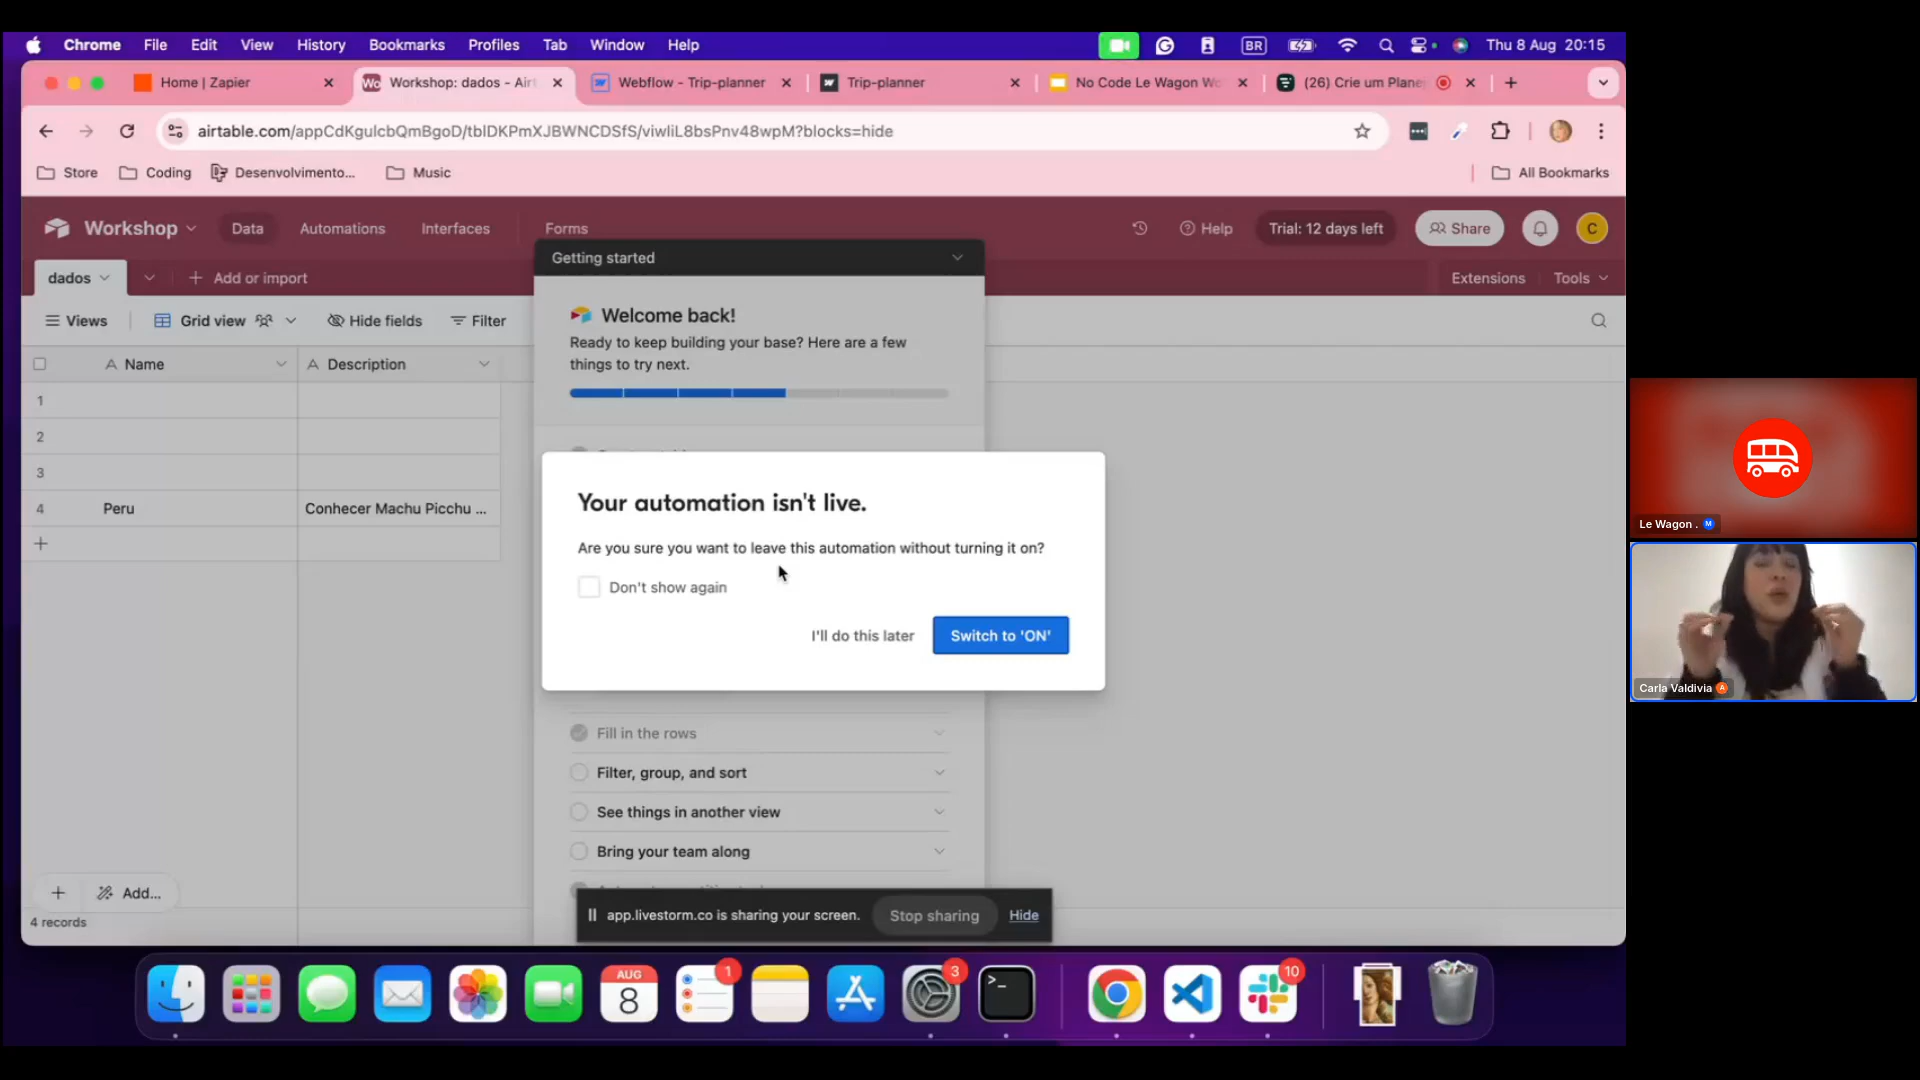 Chrome File Edit View History Bookmarks Profiles Tab Window Help
BR
Thu 8 Aug 20:15
Home | Zapier
Workshop: dados - Airt
Webflow - Trip-planner
Trip-planner
No Code Le Wagon Wo
(26) Crie um Plane
airtable.com/appCdKgulcbQmBgoD/tblDKPmXJBWNCDSfS/viwliL8bsPnv48wpM?blocks=hide
Store
Coding
Desenvolvimento...
Music
All Bookmarks
Workshop
Data
Automations
Interfaces
Forms
Help
Trial: 12 days left
Share
C
dados
Add or import
Extensions
Tools
Views
Grid view
Hide fields
Filter
Getting started
Welcome back!
Ready to keep building your base? Here are a few
things to try next.
A Name
A Description
1
2
3
4 Peru Conhecer Machu Picchu ...
Your automation isn't live.
Are you sure you want to leave this automation without turning it on?
Don't show again
I'll do this later
Switch to 'ON'
Fill in the rows
Filter, group, and sort
See things in another view
Bring your team along
Add...
4 records
app.livestorm.co is sharing your screen.
Stop sharing
Hide
AUG
8
1
3
10
Le Wagon . M
Carla Valdivia A